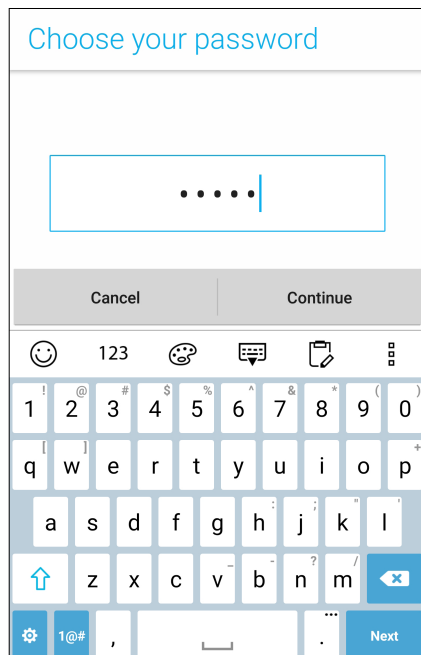 Choose your password
•••••
Cancel Continue
123
! @ # $ % ^ & * ( )
1 2 3 4 5 6 7 8 9 0
[ ] +
q w e r t y u i o p
: ; " '
a s d f g h j k l
_ - ? /
z x c v b n m
1@# , . ... Next